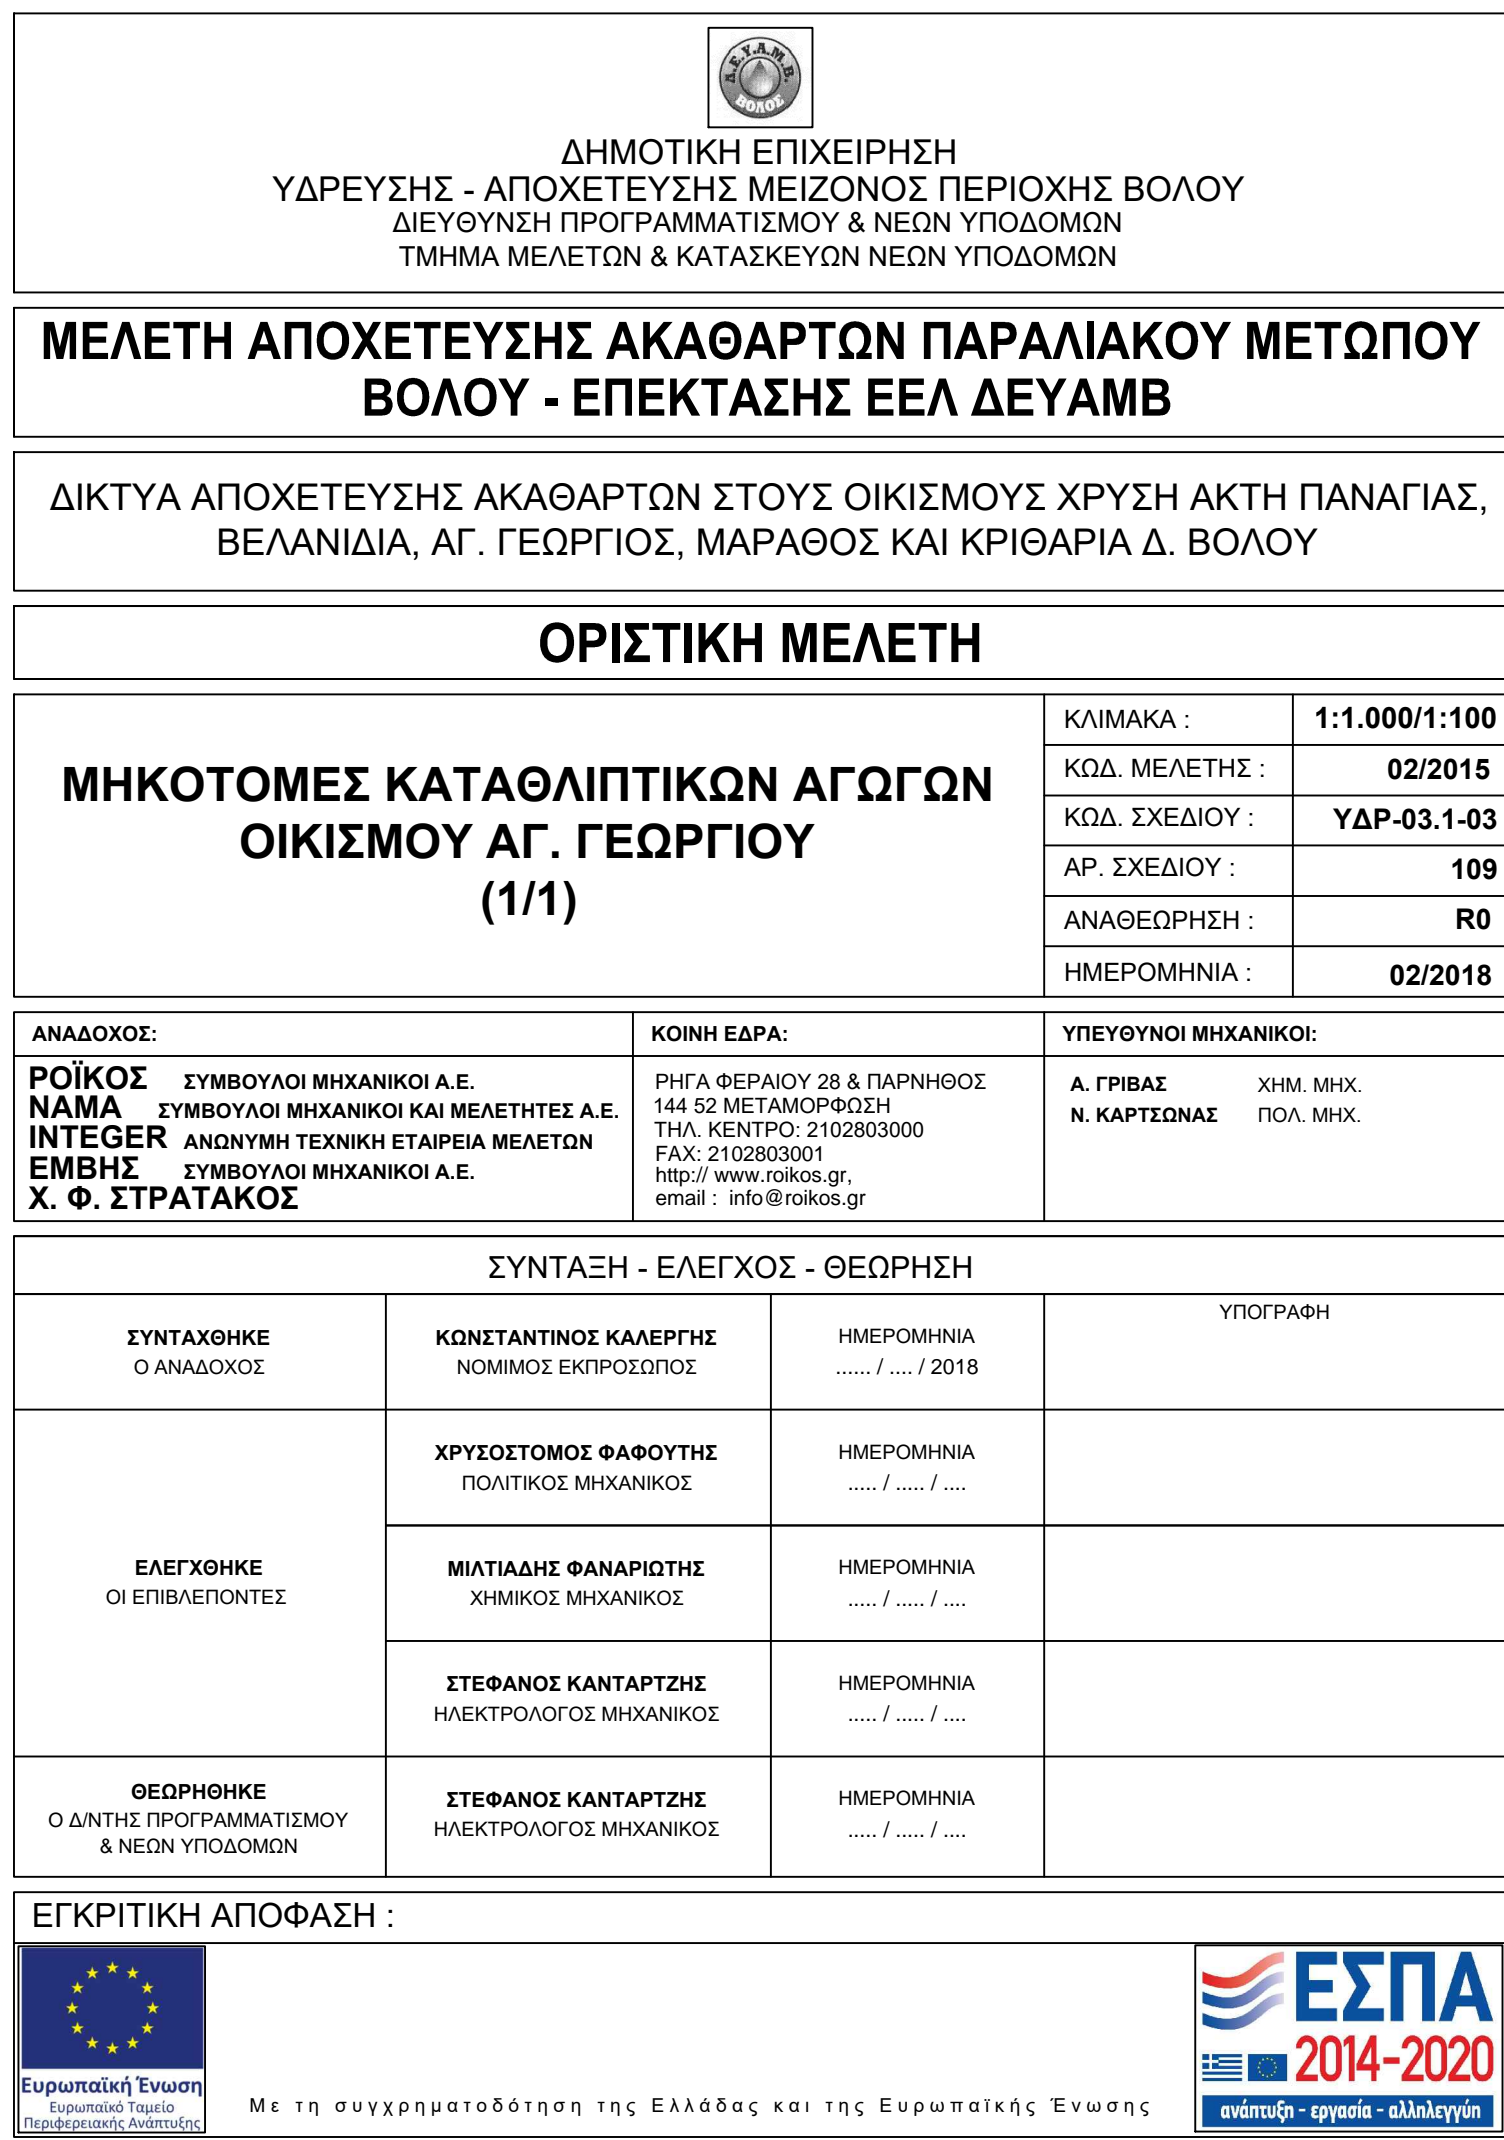 Δ.Ε.Υ.Α.Μ.Β.
ΒΟΛΟΣ
ΔΗΜΟΤΙΚΗ ΕΠΙΧΕΙΡΗΣΗ
ΥΔΡΕΥΣΗΣ - ΑΠΟΧΕΤΕΥΣΗΣ ΜΕΙΖΟΝΟΣ ΠΕΡΙΟΧΗΣ ΒΟΛΟΥ
ΔΙΕΥΘΥΝΣΗ ΠΡΟΓΡΑΜΜΑΤΙΣΜΟΥ & ΝΕΩΝ ΥΠΟΔΟΜΩΝ
ΤΜΗΜΑ ΜΕΛΕΤΩΝ & ΚΑΤΑΣΚΕΥΩΝ ΝΕΩΝ ΥΠΟΔΟΜΩΝ
ΜΕΛΕΤΗ ΑΠΟΧΕΤΕΥΣΗΣ ΑΚΑΘΑΡΤΩΝ ΠΑΡΑΛΙΑΚΟΥ ΜΕΤΩΠΟΥ
ΒΟΛΟΥ - ΕΠΕΚΤΑΣΗΣ ΕΕΛ ΔΕΥΑΜΒ
ΔΙΚΤΥΑ ΑΠΟΧΕΤΕΥΣΗΣ ΑΚΑΘΑΡΤΩΝ ΣΤΟΥΣ ΟΙΚΙΣΜΟΥΣ ΧΡΥΣΗ ΑΚΤΗ ΠΑΝΑΓΙΑΣ,
ΒΕΛΑΝΙΔΙΑ, ΑΓ. ΓΕΩΡΓΙΟΣ, ΜΑΡΑΘΟΣ ΚΑΙ ΚΡΙΘΑΡΙΑ Δ. ΒΟΛΟΥ
ΟΡΙΣΤΙΚΗ ΜΕΛΕΤΗ
ΜΗΚΟΤΟΜΕΣ ΚΑΤΑΘΛΙΠΤΙΚΩΝ ΑΓΩΓΩΝ
ΟΙΚΙΣΜΟΥ ΑΓ. ΓΕΩΡΓΙΟΥ
(1/1)
ΚΛΙΜΑΚΑ : 1:1.000/1:100
ΚΩΔ. ΜΕΛΕΤΗΣ : 02/2015
ΚΩΔ. ΣΧΕΔΙΟΥ : ΥΔΡ-03.1-03
ΑΡ. ΣΧΕΔΙΟΥ : 109
ΑΝΑΘΕΩΡΗΣΗ : R0
ΗΜΕΡΟΜΗΝΙΑ : 02/2018
ΑΝΑΔΟΧΟΣ:
ΡΟΪΚΟΣ ΣΥΜΒΟΥΛΟΙ ΜΗΧΑΝΙΚΟΙ Α.Ε.
ΝΑΜΑ ΣΥΜΒΟΥΛΟΙ ΜΗΧΑΝΙΚΟΙ ΚΑΙ ΜΕΛΕΤΗΤΕΣ Α.Ε.
INTEGER ΑΝΩΝΥΜΗ ΤΕΧΝΙΚΗ ΕΤΑΙΡΕΙΑ ΜΕΛΕΤΩΝ
ΕΜΒΗΣ ΣΥΜΒΟΥΛΟΙ ΜΗΧΑΝΙΚΟΙ Α.Ε.
Χ. Φ. ΣΤΡΑΤΑΚΟΣ
ΚΟΙΝΗ ΕΔΡΑ:
ΡΗΓΑ ΦΕΡΑΙΟΥ 28 & ΠΑΡΝΗΘΟΣ
144 52 ΜΕΤΑΜΟΡΦΩΣΗ
ΤΗΛ. ΚΕΝΤΡΟ: 2102803000
FAX: 2102803001
http:// www.roikos.gr,
email : info@roikos.gr
ΥΠΕΥΘΥΝΟΙ ΜΗΧΑΝΙΚΟΙ:
Α. ΓΡΙΒΑΣ ΧΗΜ. ΜΗΧ.
Ν. ΚΑΡΤΣΩΝΑΣ ΠΟΛ. ΜΗΧ.
ΣΥΝΤΑΞΗ - ΕΛΕΓΧΟΣ - ΘΕΩΡΗΣΗ
ΣΥΝΤΑΧΘΗΚΕ
Ο ΑΝΑΔΟΧΟΣ
ΚΩΝΣΤΑΝΤΙΝΟΣ ΚΑΛΕΡΓΗΣ
ΝΟΜΙΜΟΣ ΕΚΠΡΟΣΩΠΟΣ
ΗΜΕΡΟΜΗΝΙΑ
...... / .... / 2018
ΥΠΟΓΡΑΦΗ
ΕΛΕΓΧΘΗΚΕ
ΟΙ ΕΠΙΒΛΕΠΟΝΤΕΣ
ΧΡΥΣΟΣΤΟΜΟΣ ΦΑΦΟΥΤΗΣ
ΠΟΛΙΤΙΚΟΣ ΜΗΧΑΝΙΚΟΣ
ΗΜΕΡΟΜΗΝΙΑ
..... / ..... / ....
ΜΙΛΤΙΑΔΗΣ ΦΑΝΑΡΙΩΤΗΣ
ΧΗΜΙΚΟΣ ΜΗΧΑΝΙΚΟΣ
ΗΜΕΡΟΜΗΝΙΑ
..... / ..... / ....
ΣΤΕΦΑΝΟΣ ΚΑΝΤΑΡΤΖΗΣ
ΗΛΕΚΤΡΟΛΟΓΟΣ ΜΗΧΑΝΙΚΟΣ
ΗΜΕΡΟΜΗΝΙΑ
..... / ..... / ....
ΘΕΩΡΗΘΗΚΕ
Ο Δ/ΝΤΗΣ ΠΡΟΓΡΑΜΜΑΤΙΣΜΟΥ
& ΝΕΩΝ ΥΠΟΔΟΜΩΝ
ΣΤΕΦΑΝΟΣ ΚΑΝΤΑΡΤΖΗΣ
ΗΛΕΚΤΡΟΛΟΓΟΣ ΜΗΧΑΝΙΚΟΣ
ΗΜΕΡΟΜΗΝΙΑ
..... / ..... / ....
ΕΓΚΡΙΤΙΚΗ ΑΠΟΦΑΣΗ :
Ευρωπαϊκή Ένωση
Ευρωπαϊκό Ταμείο
Περιφερειακής Ανάπτυξης
Με τη συγχρηματοδότηση της Ελλάδας και της Ευρωπαϊκής Ένωσης
ΕΣΠΑ
2014-2020
ανάπτυξη - εργασία - αλληλεγγύη